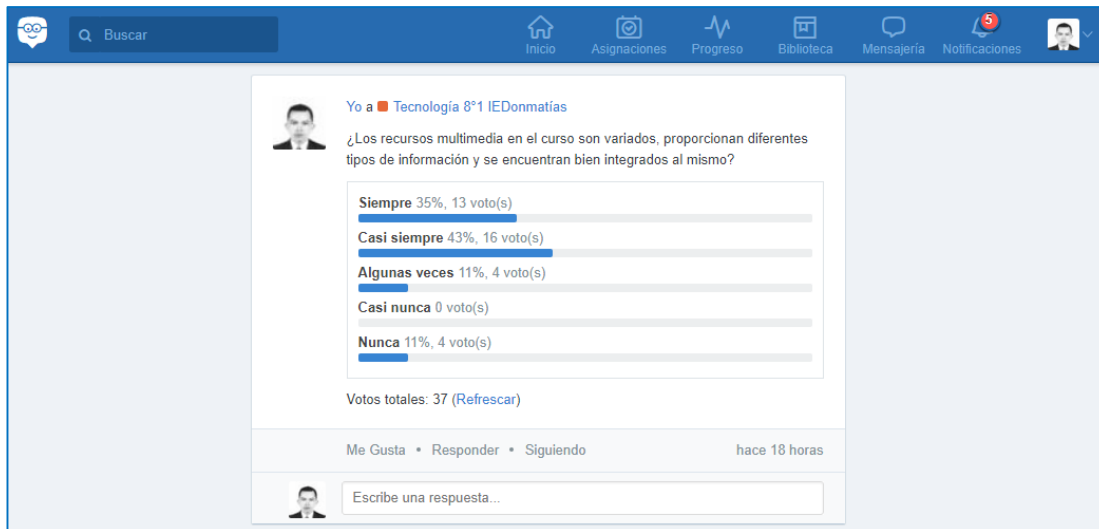 Buscar
Inicio
Asignaciones
Progreso
Biblioteca
Mensajería
5
Notificaciones
Yo a Tecnología 8°1 IEDonmatías
¿Los recursos multimedia en el curso son variados, proporcionan diferentes
tipos de información y se encuentran bien integrados al mismo?
Siempre 35%, 13 voto(s)
Casi siempre 43%, 16 voto(s)
Algunas veces 11%, 4 voto(s)
Casi nunca 0 voto(s)
Nunca 11%, 4 voto(s)
Votos totales: 37 (Refrescar)
Me Gusta • Responder • Siguiendo
hace 18 horas
Escribe una respuesta...